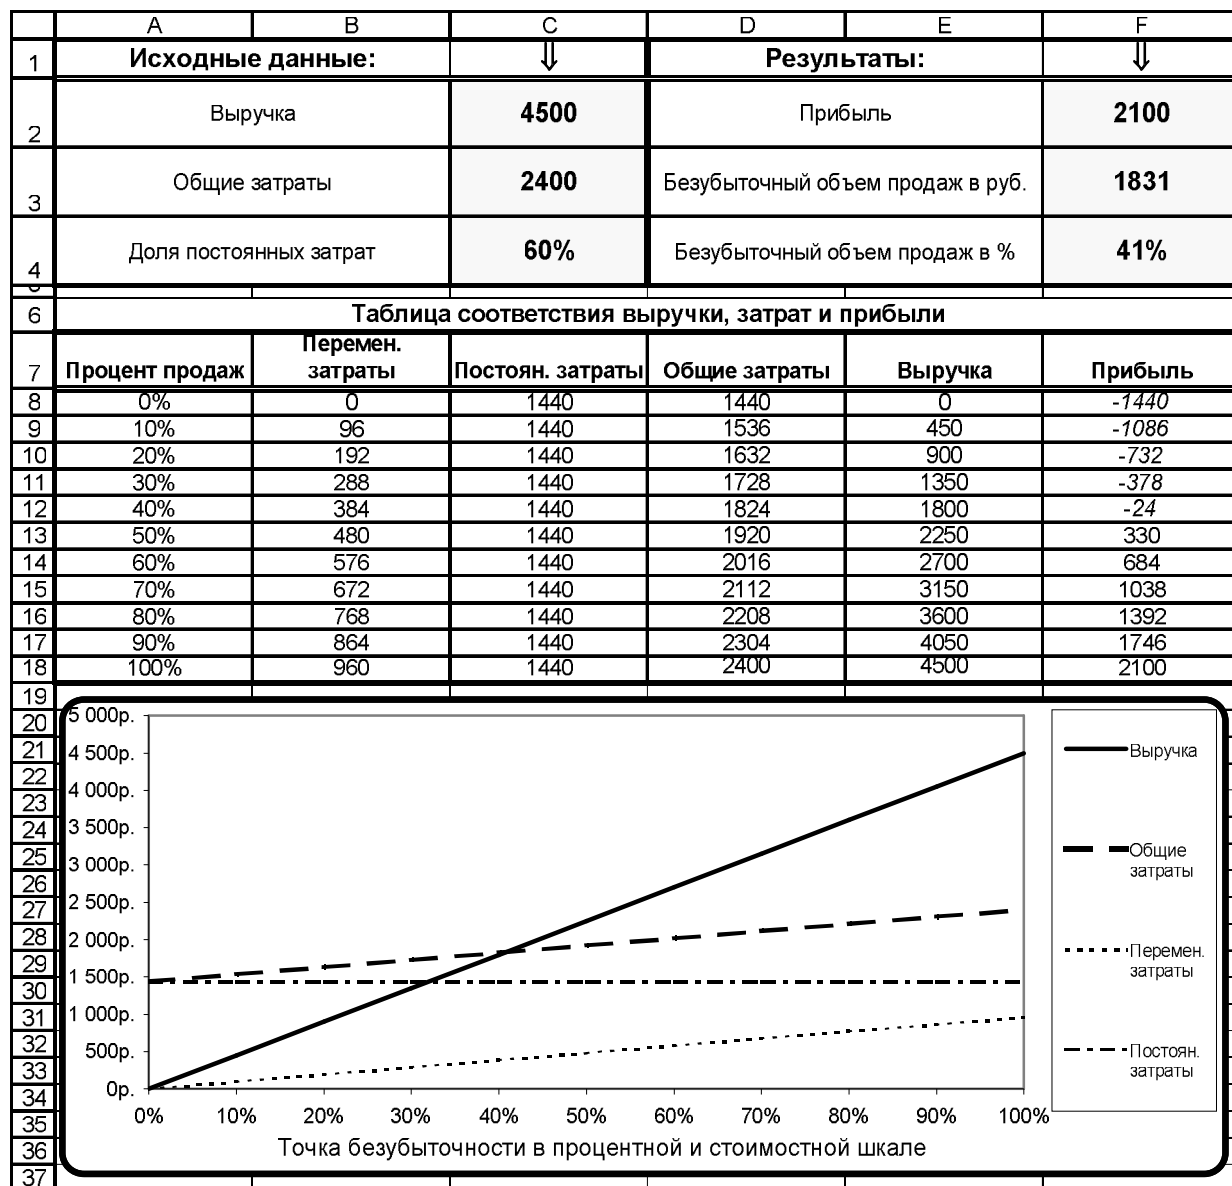 A B C D E F
1 Исходные данные: ⇓ Результаты: ⇓
2 Выручка 4500 Прибыль 2100
3 Общие затраты 2400 Безубыточный объем продаж в руб. 1831
4 Доля постоянных затрат 60% Безубыточный объем продаж в % 41%
6 Таблица соответствия выручки, затрат и прибыли
7 Процент продаж Перемен. затраты Постоян. затраты Общие затраты Выручка Прибыль
8 0% 0 1440 1440 0 -1440
9 10% 96 1440 1536 450 -1086
10 20% 192 1440 1632 900 -732
11 30% 288 1440 1728 1350 -378
12 40% 384 1440 1824 1800 -24
13 50% 480 1440 1920 2250 330
14 60% 576 1440 2016 2700 684
15 70% 672 1440 2112 3150 1038
16 80% 768 1440 2208 3600 1392
17 90% 864 1440 2304 4050 1746
18 100% 960 1440 2400 4500 2100
19
20
21
22
23
24
25
26
27
28
29
30
31
32
33
34
35
36
37
5 000р.
4 500р.
4 000р.
3 500р.
3 000р.
2 500р.
2 000р.
1 500р.
1 000р.
500р.
0р.
0% 10% 20% 30% 40% 50% 60% 70% 80% 90% 100%
Точка безубыточности в процентной и стоимостной шкале
Выручка
Общие
затраты
Перемен.
затраты
Постоян.
затраты